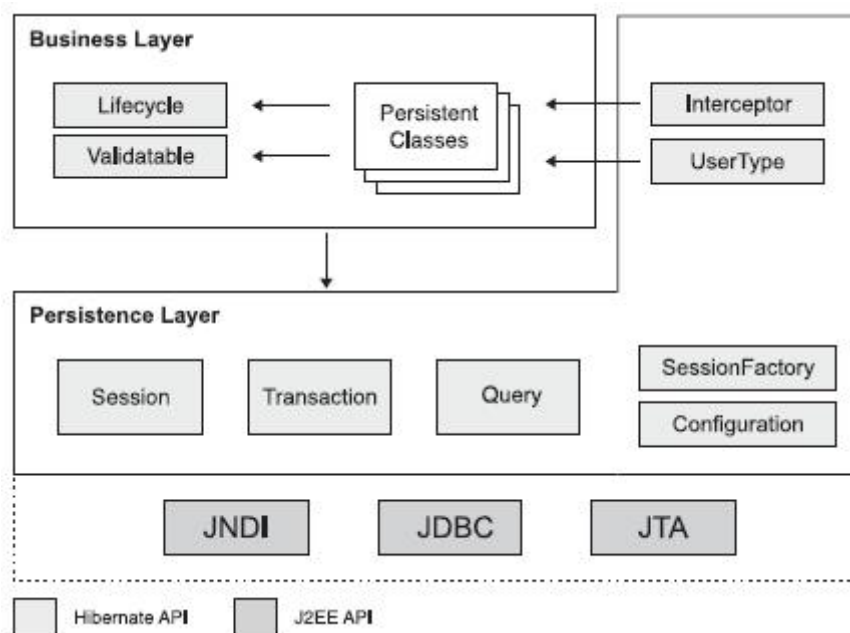 Business Layer
Lifecycle
Validatable
Persistent
Classes
Interceptor
UserType
Persistence Layer
Session
Transaction
Query
SessionFactory
Configuration
JNDI
JDBC
JTA
Hibernate API
J2EE API